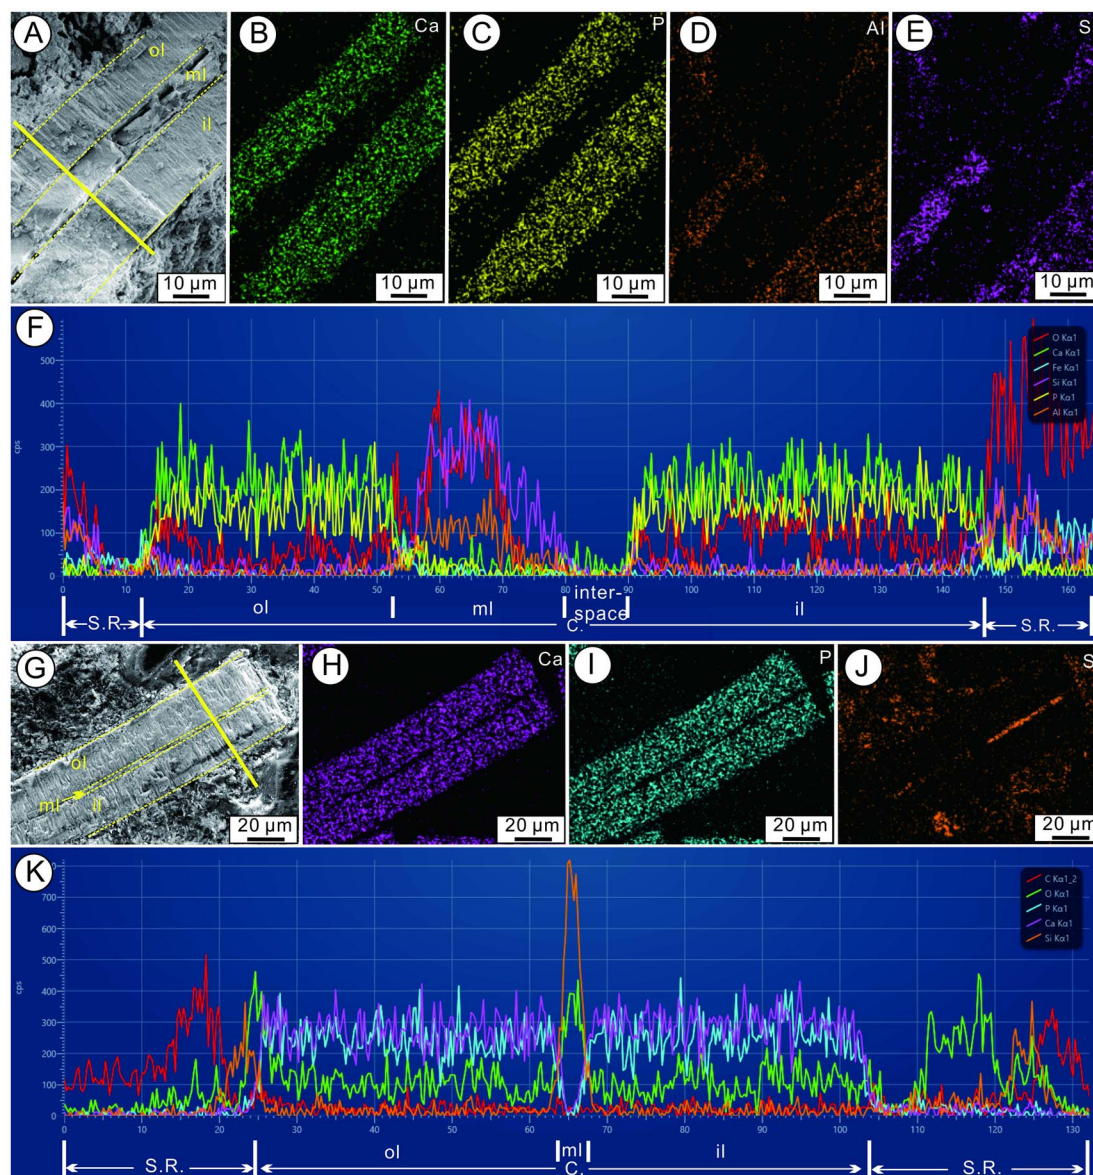 A
ol
ml
il
10 µm
B
Ca
10 µm
C
P
10 µm
D
Al
10 µm
E
S
10 µm
F
cps
500
400
300
200
100
0
0 10 20 30 40 50 60 70 80 90 100 110 120 130 140 150 160
O Kα1
Ca Kα1
Fe Kα1
Si Kα1
P Kα1
Al Kα1
S.R. ol ml inter-space il S.R.
C.
G
ol
ml
il
20 µm
H
Ca
20 µm
I
P
20 µm
J
S
20 µm
K
cps
700
600
500
400
300
200
100
0
0 10 20 30 40 50 60 70 80 90 100 110 120 130
C Kα1_2
O Kα1
P Kα1
Ca Kα1
Si Kα1
S.R. ol ml il S.R.
C.